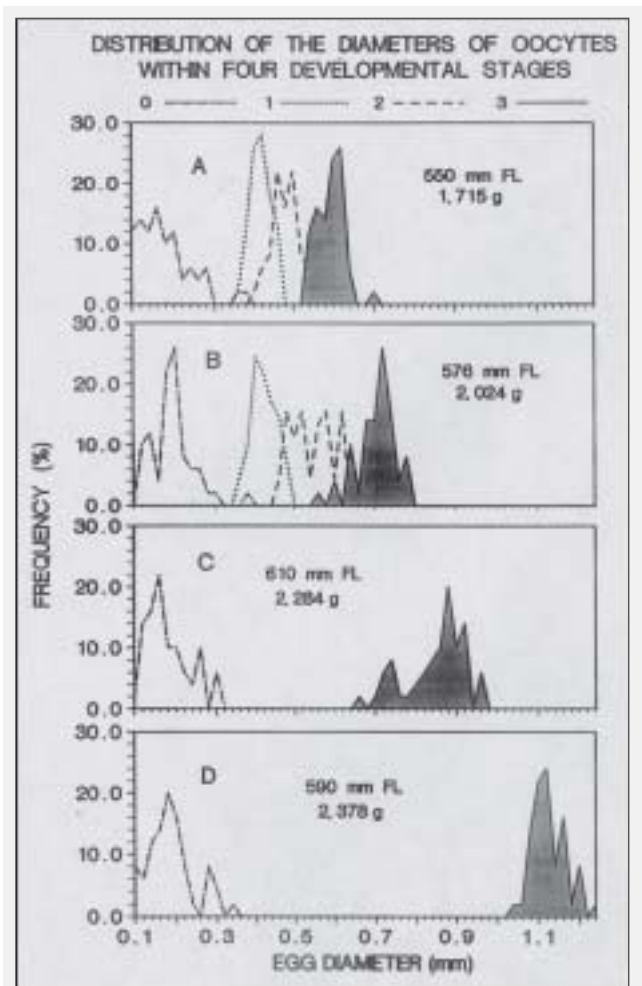 DISTRIBUTION OF THE DIAMETERS OF OOCYTES
WITHIN FOUR DEVELOPMENTAL STAGES
0 1 2 3
30.0
A
550 mm FL
1,715 g
20.0
10.0
0.0
30.0
B
576 mm FL
2,024 g
20.0
10.0
0.0
FREQUENCY (%)
30.0
C
610 mm FL
2,284 g
20.0
10.0
0.0
30.0
D
590 mm FL
2,378 g
20.0
10.0
0.0
0.1 0.3 0.5 0.7 0.9 1.1
EGG DIAMETER (mm)